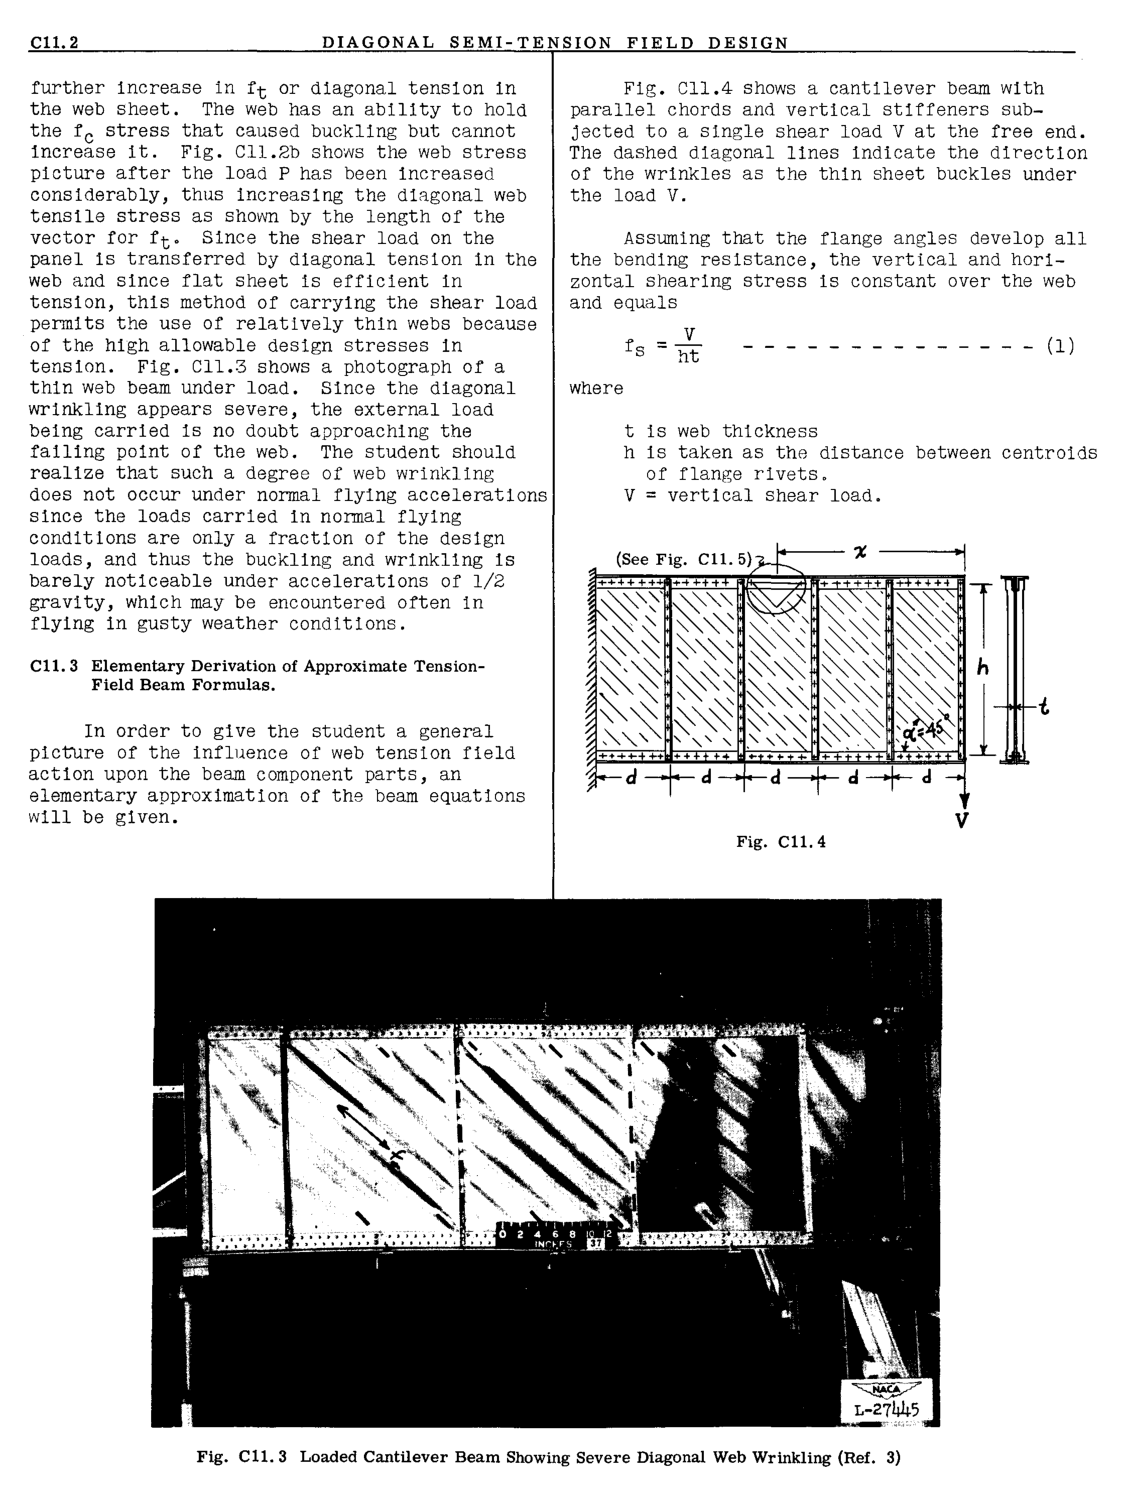 C11.2
DIAGONAL SEMI-TENSION FIELD DESIGN
further increase in ft or diagonal tension in
the web sheet. The web has an ability to hold
the fc stress that caused buckling but cannot
increase it. Fig. C11.2b shows the web stress
picture after the load P has been increased
considerably, thus increasing the diagonal web
tensile stress as shown by the length of the
vector for ft. Since the shear load on the
panel is transferred by diagonal tension in the
web and since flat sheet is efficient in
tension, this method of carrying the shear load
permits the use of relatively thin webs because
of the high allowable design stresses in
tension. Fig. C11.3 shows a photograph of a
thin web beam under load. Since the diagonal
wrinkling appears severe, the external load
being carried is no doubt approaching the
failing point of the web. The student should
realize that such a degree of web wrinkling
does not occur under normal flying accelerations
since the loads carried in normal flying
conditions are only a fraction of the design
loads, and thus the buckling and wrinkling is
barely noticeable under accelerations of 1/2
gravity, which may be encountered often in
flying in gusty weather conditions.
C11.3 Elementary Derivation of Approximate Tension-
Field Beam Formulas.
In order to give the student a general
picture of the influence of web tension field
action upon the beam component parts, an
elementary approximation of the beam equations
will be given.
Fig. C11.4 shows a cantilever beam with
parallel chords and vertical stiffeners sub-
jected to a single shear load V at the free end.
The dashed diagonal lines indicate the direction
of the wrinkles as the thin sheet buckles under
the load V.
Assuming that the flange angles develop all
the bending resistance, the vertical and hori-
zontal shearing stress is constant over the web
and equals
fs = V/ht - - - - - - - - - - - - - - (1)
where
t is web thickness
h is taken as the distance between centroids
of flange rivets.
V = vertical shear load.
(See Fig. C11.5)
x
h
t
α=45°
d d d d d
V
Fig. C11.4
0 2 4 6 8 10 12
INCHES 37
NACA
L-27445
Fig. C11.3 Loaded Cantilever Beam Showing Severe Diagonal Web Wrinkling (Ref. 3)